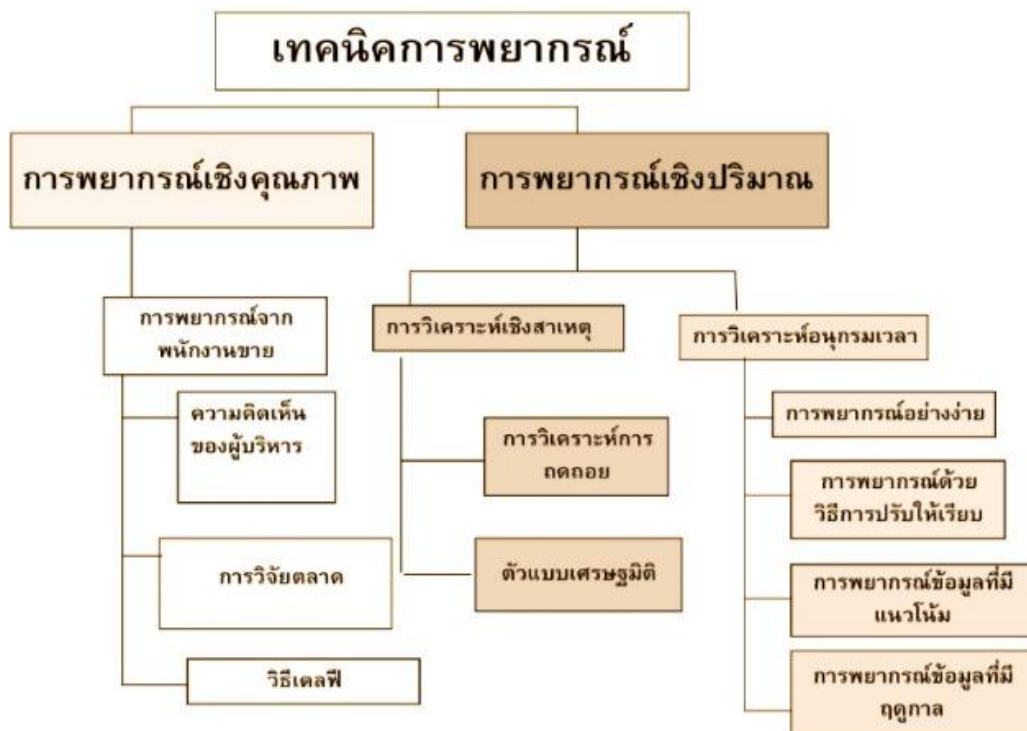 เทคนิคการพยากรณ์
การพยากรณ์เชิงคุณภาพ
การพยากรณ์เชิงปริมาณ
การพยากรณ์จาก
พนักงานขาย
ความคิดเห็น
ของผู้บริหาร
การวิจัยตลาด
วิธีเดลฟี
การวิเคราะห์เชิงสาเหตุ
การวิเคราะห์การ
ถดถอย
ตัวแบบเศรษฐมิติ
การวิเคราะห์อนุกรมเวลา
การพยากรณ์อย่างง่าย
การพยากรณ์ด้วย
วิธีการปรับให้เรียบ
การพยากรณ์ข้อมูลที่มี
แนวโน้ม
การพยากรณ์ข้อมูลที่มี
ฤดูกาล